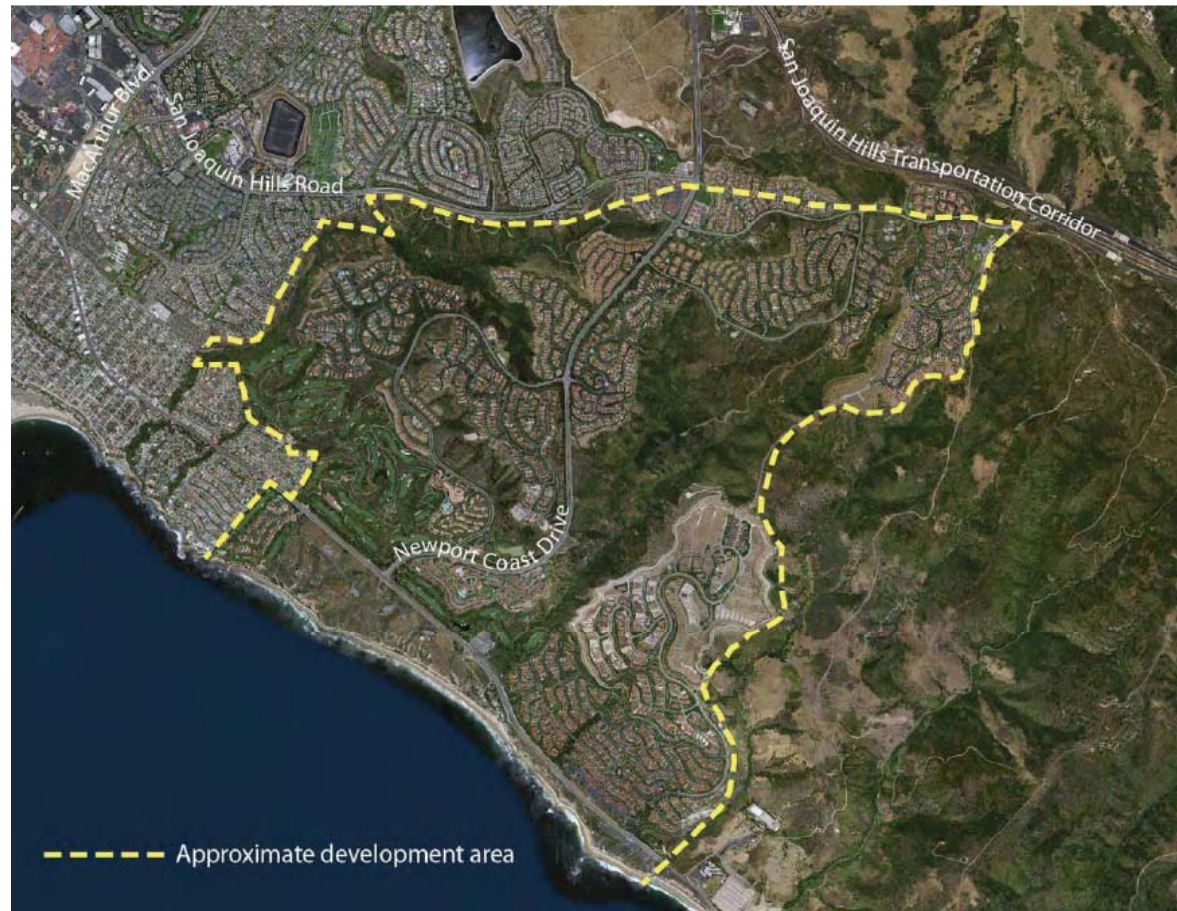 MacArthur Blvd.
San Joaquin Hills Road
San Joaquin Hills Transportation Corridor
Newport Coast Drive
Approximate development area